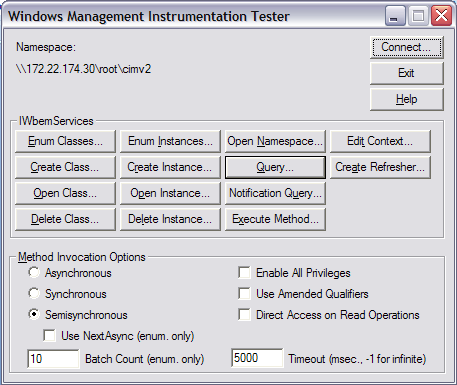 Windows Management Instrumentation Tester
Namespace:
\\172.22.174.30\root\cimv2
Connect...
Exit
Help
IWbemServices
Enum Classes... Enum Instances... Open Namespace... Edit Context...
Create Class... Create Instance... Query... Create Refresher...
Open Class... Open Instance... Notification Query...
Delete Class... Delete Instance... Execute Method...
Method Invocation Options
Asynchronous Enable All Privileges
Synchronous Use Amended Qualifiers
Semisynchronous Direct Access on Read Operations
Use NextAsync (enum. only)
10 Batch Count (enum. only) 5000 Timeout (msec., -1 for infinite)